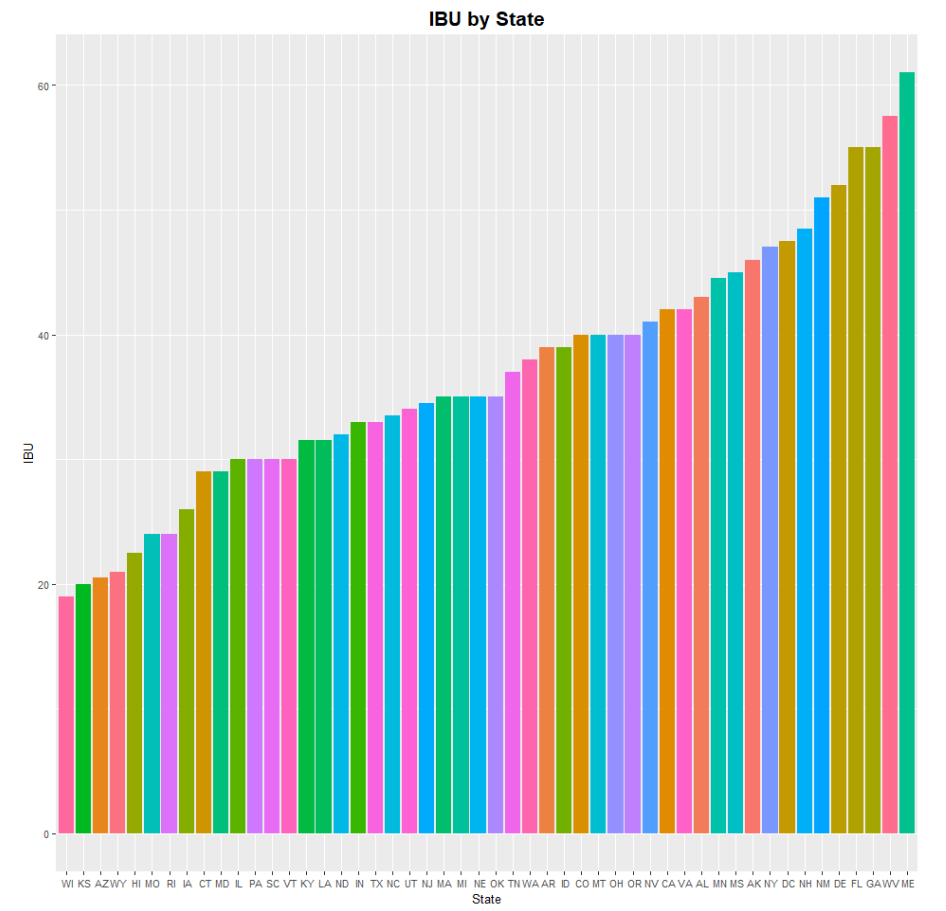 IBU by State
60
40
20
0
IBU
WI KS AZ WY HI MO RI IA CT MD IL PA SC VT KY LA ND IN TX NC UT NJ MA MI NE OK TN WA AR ID CO MT OH OR NV CA VA AL MN MS AK NY DC NH NM DE FL GA WV ME
State